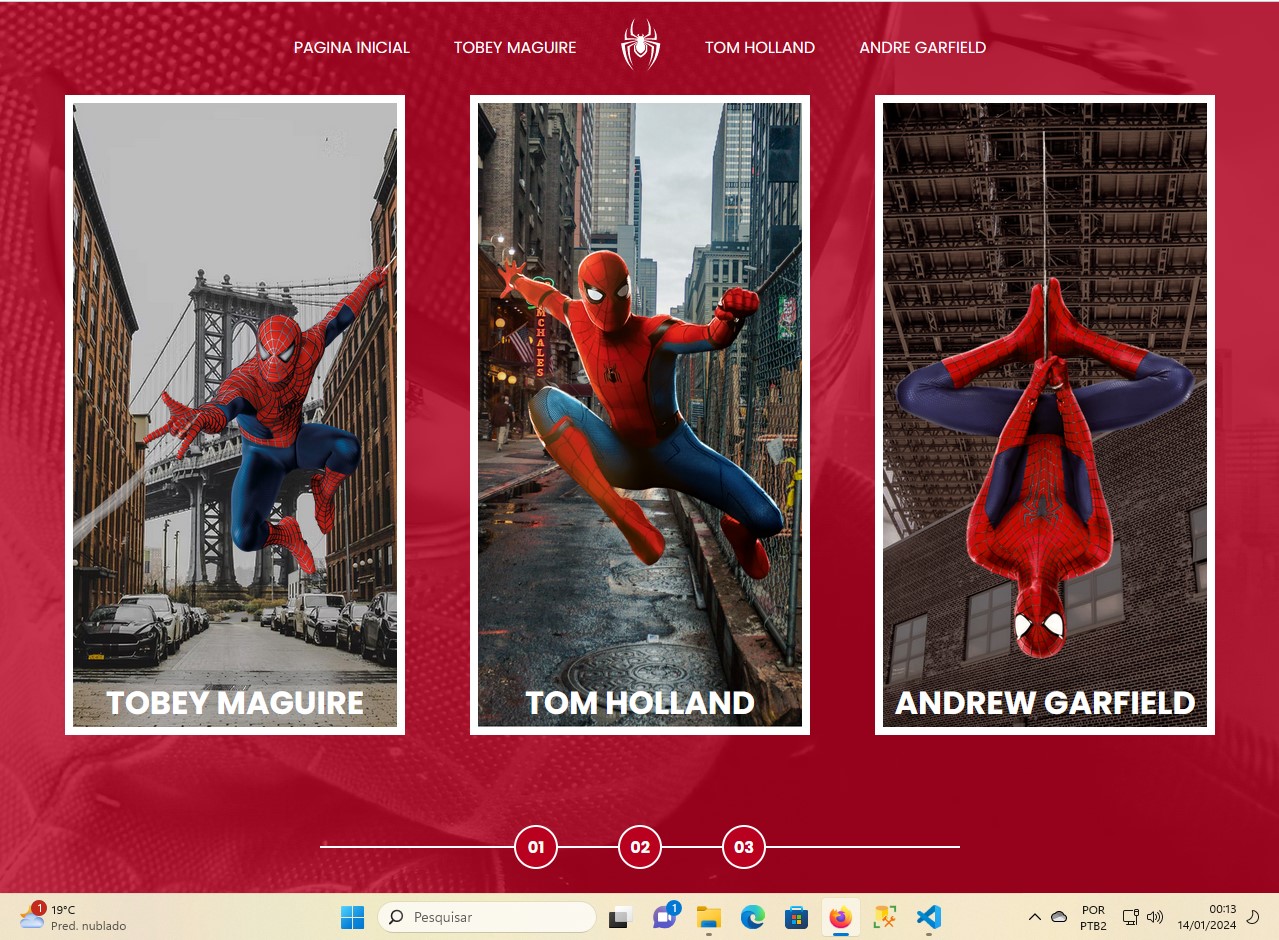 PAGINA INICIAL TOBEY MAGUIRE TOM HOLLAND ANDRE GARFIELD
MCHALES
TOBEY MAGUIRE TOM HOLLAND ANDREW GARFIELD
01 02 03
1 19°C
Pred. nublado
Pesquisar
1
POR
PTB2
00:13
14/01/2024